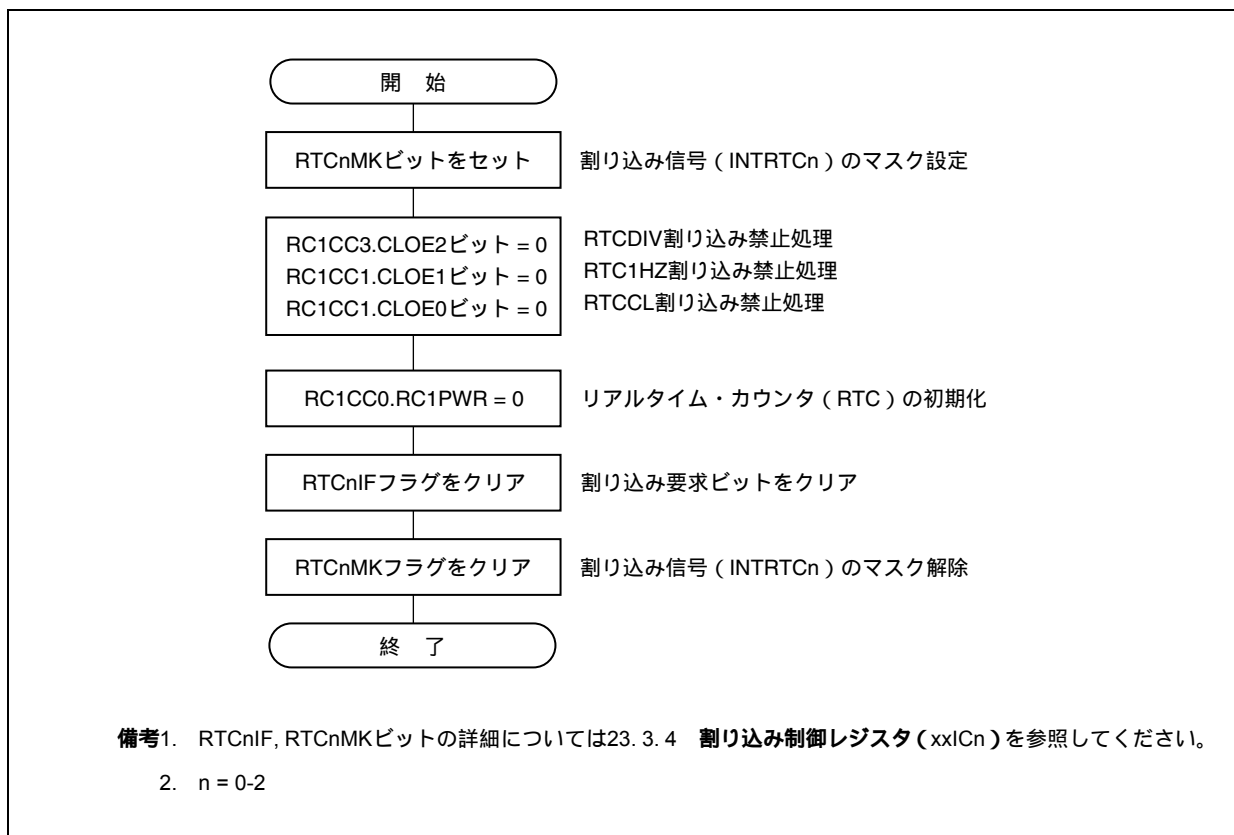 開　始
RTCnMKビットをセット　割り込み信号（INTRTCn）のマスク設定
RC1CC3.CLOE2ビット = 0　RTCDIV割り込み禁止処理
RC1CC1.CLOE1ビット = 0　RTC1HZ割り込み禁止処理
RC1CC1.CLOE0ビット = 0　RTCCL割り込み禁止処理
RC1CC0.RC1PWR = 0　リアルタイム・カウンタ（RTC）の初期化
RTCnIFフラグをクリア　割り込み要求ビットをクリア
RTCnMKフラグをクリア　割り込み信号（INTRTCn）のマスク解除
終　了
備考1.　RTCnIF, RTCnMKビットの詳細については23. 3. 4　割り込み制御レジスタ（xxICn）を参照してください。
2.　n = 0-2